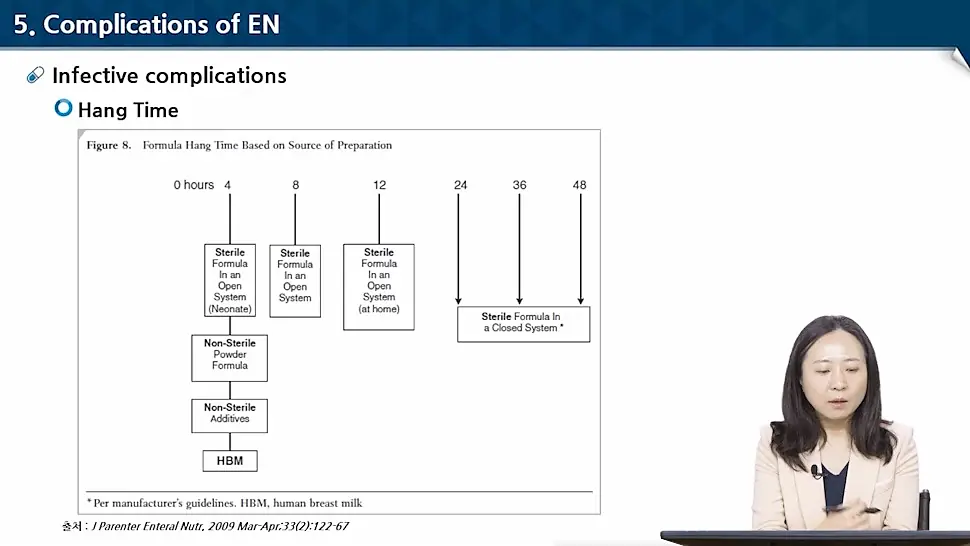 5. Complications of EN
Infective complications
Hang Time
Figure 8. Formula Hang Time Based on Source of Preparation
0 hours 4 8 12 24 36 48
Sterile
Formula
In an
Open
System
(Neonate)
Sterile
Formula
In an
Open
System
Sterile
Formula
In an
Open
System
(at home)
Sterile Formula In
a Closed System *
Non-Sterile
Powder
Formula
Non-Sterile
Additives
HBM
* Per manufacturer's guidelines. HBM, human breast milk
출처 : J Parenter Enteral Nutr, 2009 Mar-Apr;33(2):122-67